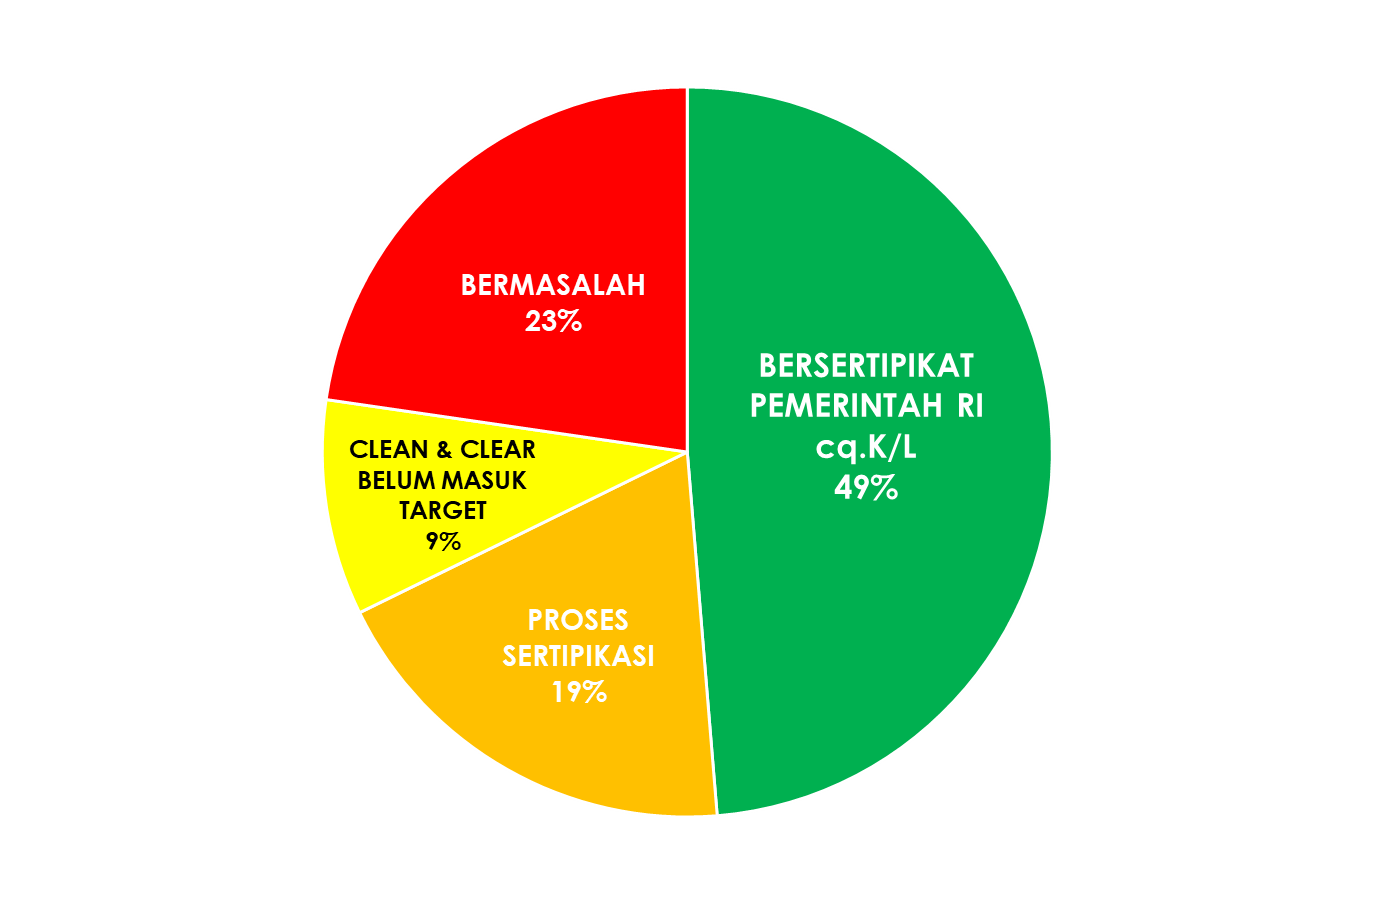 BERMASALAH
23%
BERSERTIPIKAT
PEMERINTAH RI
cq.K/L
49%
CLEAN & CLEAR
BELUM MASUK
TARGET
9%
PROSES
SERTIPIKASI
19%